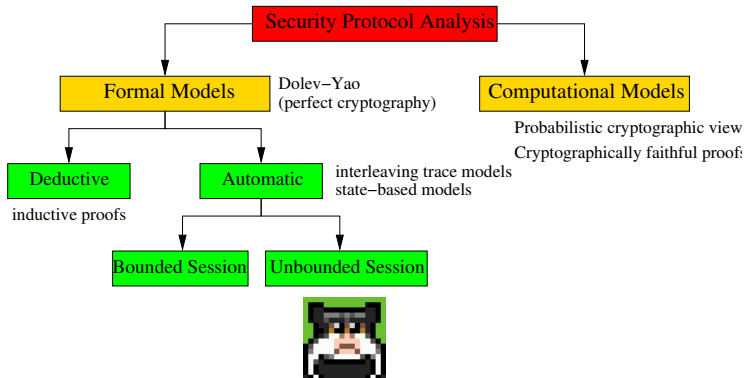 Security Protocol Analysis
Formal Models
Dolev−Yao
(perfect cryptography)
Computational Models
Probabilistic cryptographic view
Cryptographically faithful proofs
Deductive
inductive proofs
Automatic
interleaving trace models
state−based models
Bounded Session
Unbounded Session